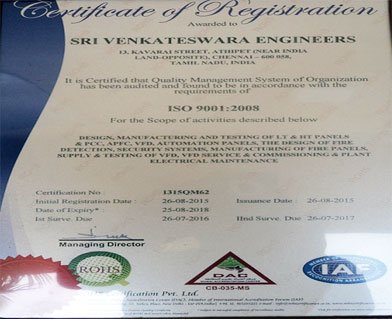 Certificate of Registration
Awarded to
SRI VENKATESWARA ENGINEERS
13, KAVARAI STREET, ATHIPET (NEAR INDIA
LAND-OPPOSITE), CHENNAI - 600 058,
TAMIL NADU, INDIA
It is Certified that Quality Management System of Organization
has been audited and found to be in accordance with the
requirements of
ISO 9001:2008
For the Scope of activities described below
DESIGN, MANUFACTURING AND TESTING OF LT & HT PANELS
& PCC, APFC, VFD, AUTOMATION PANELS, THE DESIGN OF FIRE
DETECTION, SECURITY SYSTEMS, MANUFACTURING OF FIRE PANELS,
SUPPLY & TESTING OF VFD, VFD SERVICE & COMMISSIONING & PLANT
ELECTRICAL MAINTENANCE
Certification No : 1315QM62
Initial Registration Date : 26-08-2015 Issuance Date : 26-08-2015
Date of Expiry* : 25-08-2018
Ist Surve. Due : 26-07-2016 IInd Surve. Due : 26-07-2017
Managing Director
ROHS
DAC
CB-035-MS
IAF
Certification Pvt. Ltd.